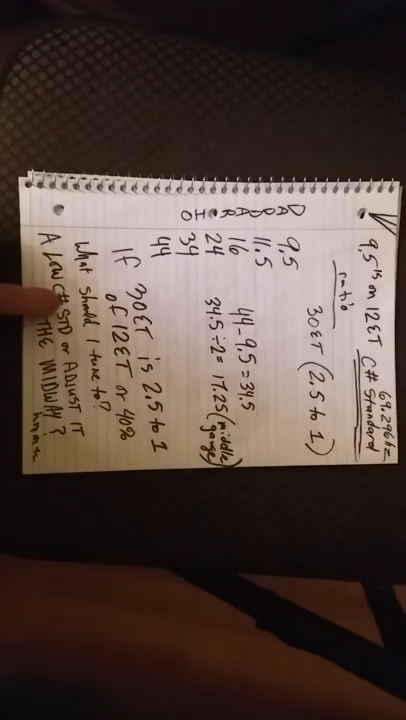 69.296hz
9.5's on 12ET C# Standard
ratio
30ET (2.5 to 1)
9.5
11.5
16
24
34
44
44-9.5=34.5
34.5÷2=17.25 (middle gauge)
If 30ET is 2.5 to 1
of 12ET or 40%
What should I tune to?
A Low C# STD or ADJUST IT
THE MIDWAY?